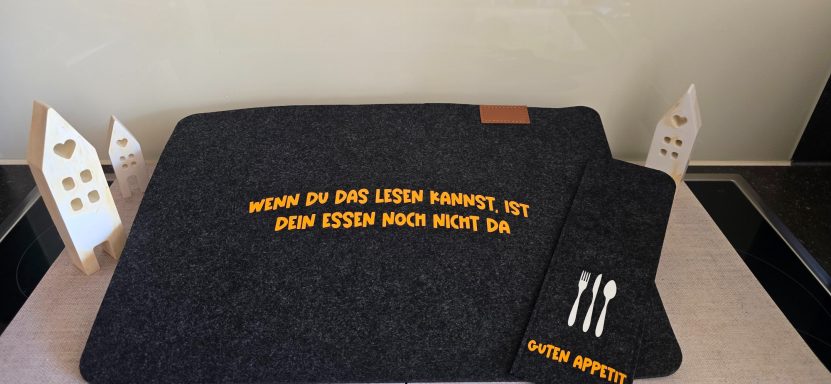 WENN DU DAS LESEN KANNST, IST
DEIN ESSEN NOCH NICHT DA
GUTEN APPETIT